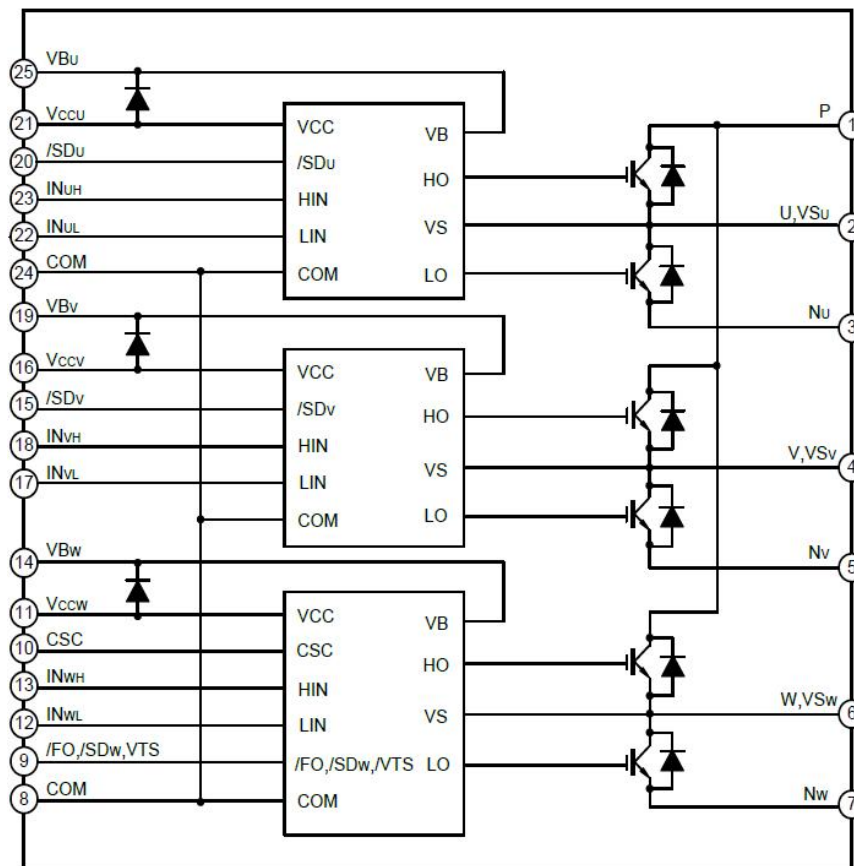 25 VBU
21 VCCU
20 /SDU
23 INUH
22 INUL
24 COM
19 VBV
16 VCCV
15 /SDV
18 INVH
17 INVL
14 VBW
11 VCCW
10 CSC
13 INWH
12 INWL
9 /FO,/SDW,VTS
8 COM
VCC
/SDU
HIN
LIN
COM
VB
HO
VS
LO
VCC
/SDV
HIN
LIN
COM
VB
HO
VS
LO
VCC
CSC
HIN
LIN
/FO,/SDW,/VTS
COM
VB
HO
VS
LO
P 1
U,VSU 2
NU 3
V,VSV 4
NV 5
W,VSW 6
NW 7